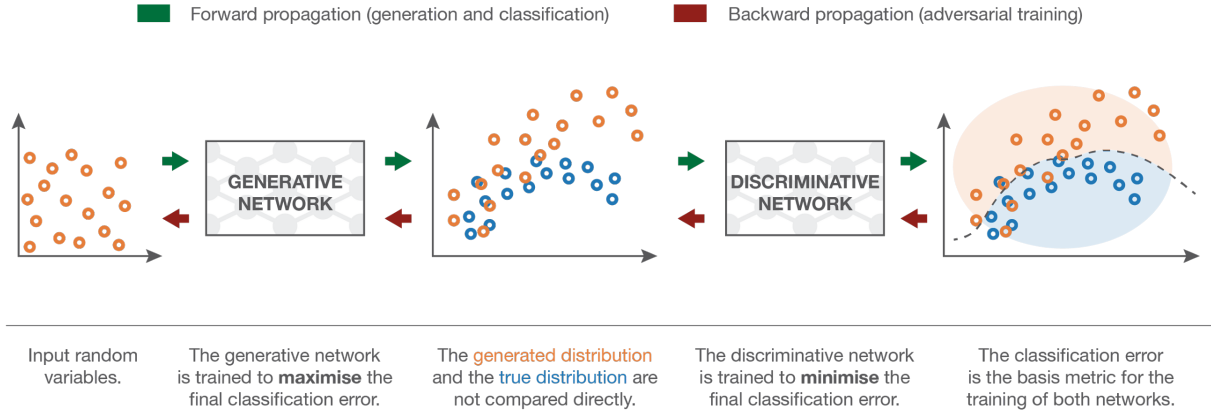 Forward propagation (generation and classification)
Backward propagation (adversarial training)
GENERATIVE
NETWORK
DISCRIMINATIVE
NETWORK
Input random
variables.
The generative network
is trained to maximise the
final classification error.
The generated distribution
and the true distribution are
not compared directly.
The discriminative network
is trained to minimise the
final classification error.
The classification error
is the basis metric for the
training of both networks.